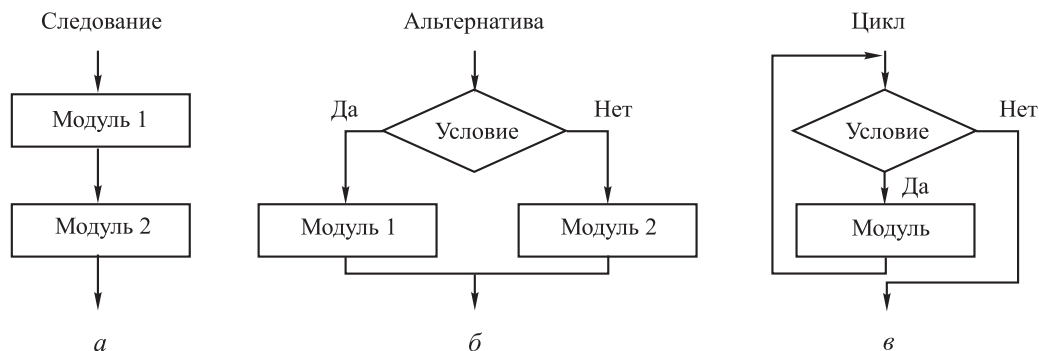 Следование
Модуль 1
Модуль 2
а
Альтернатива
Да
Условие
Нет
Модуль 1
Модуль 2
б
Цикл
Условие
Нет
Да
Модуль
в